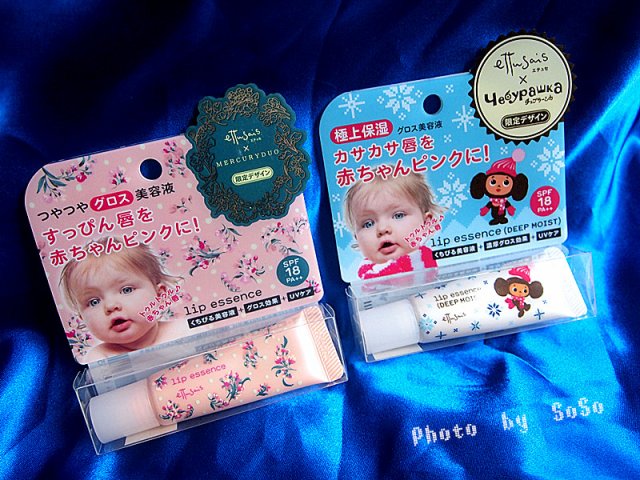 ettusais
エテュセ
×
MERCURYDUO
限定デザイン
つやつや グロス 美容液
すっぴん唇を
赤ちゃんピンクに!
SPF
18
PA++
lip essence
くちびる美容液 + グロス効果 + UVケア
lip essence
ettusais
ettusais
エテュセ
×
Чебурашка
チェブラーシカ
限定デザイン
極上保湿 グロス美容液
カサカサ唇を
赤ちゃんピンクに!
SPF
18
PA++
lip essence (DEEP MOIST)
くちびる美容液 + 濃厚グロス効果 + UVケア
lip essence
(DEEP MOIST)
ettusais
Photo by SoSo